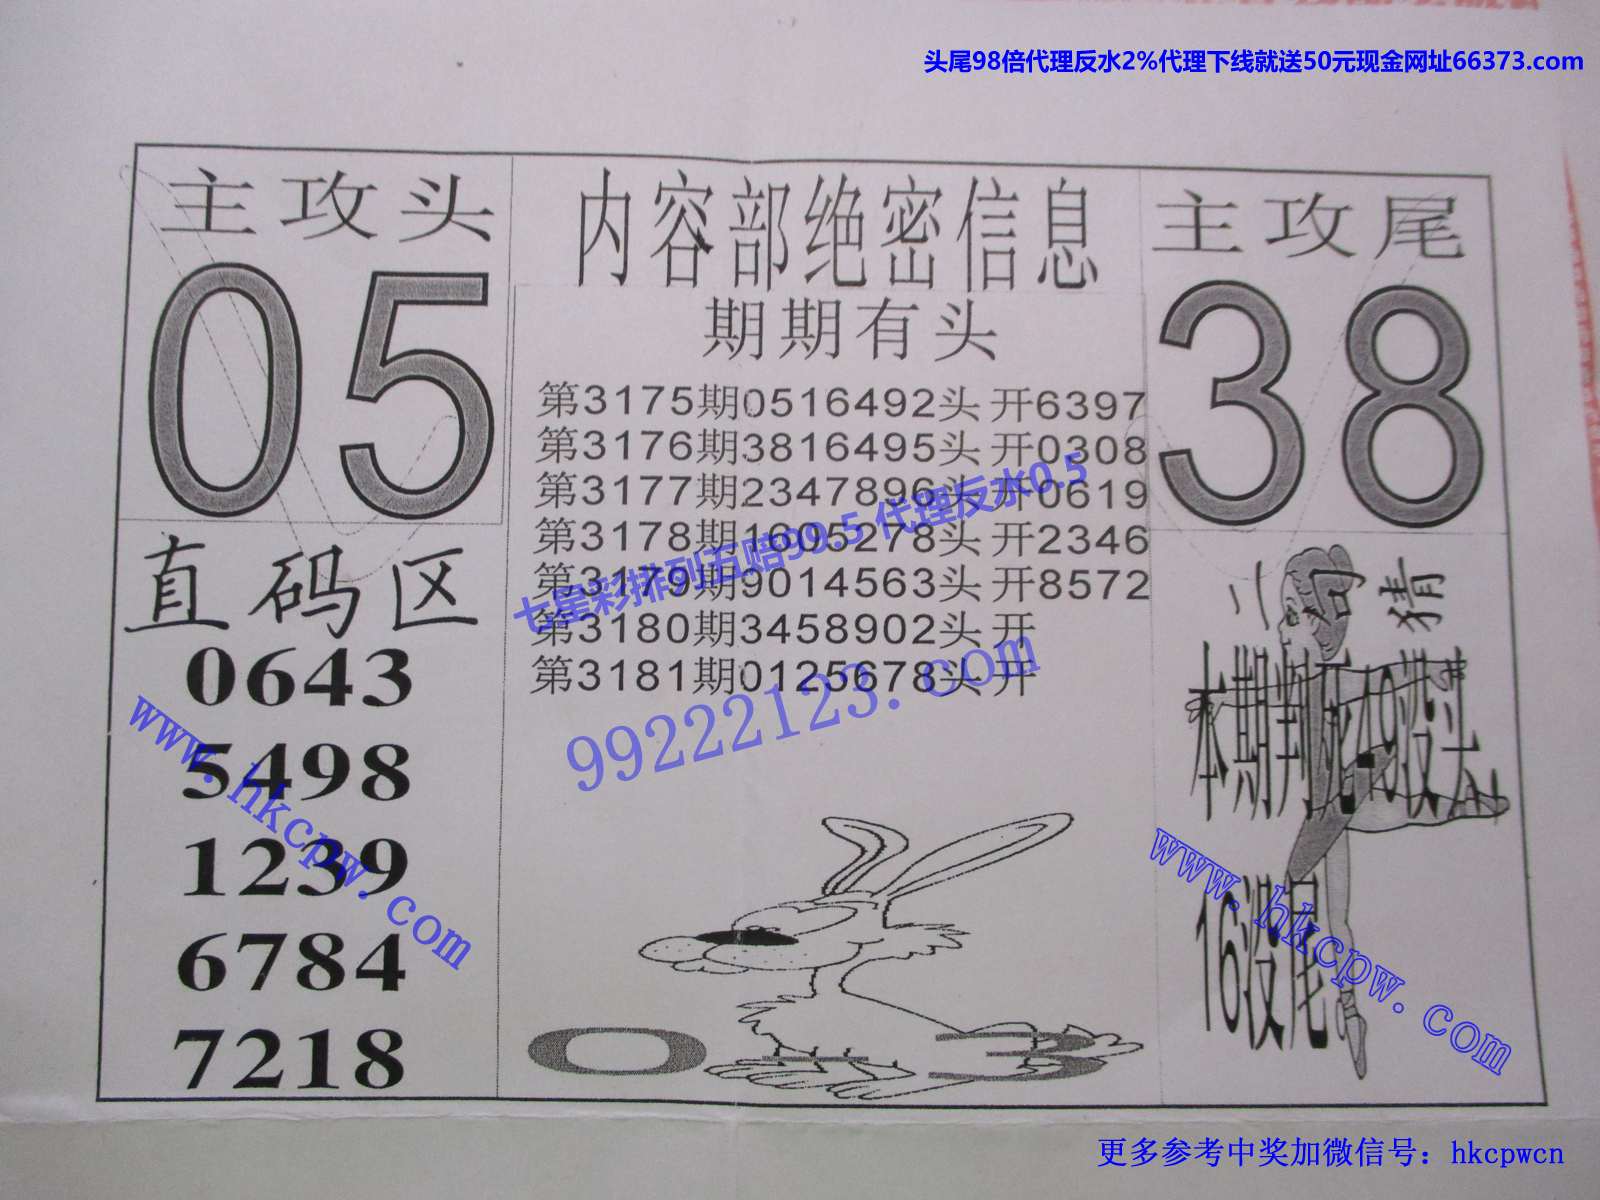 头尾98倍代理反水2%代理下线就送50元现金网址66373.com
主攻头
05
内容部绝密信息
期期有头
第3175期0516492头 开6397
第3176期3816495头 开0308
第3177期2347896头 开0619
第3178期1605278头 开2346
第3179期9014563头 开8572
第3180期3458902头 开
第3181期0125678头 开
主攻尾
38
直码区
0643
5498
1239
6784
7218
二句猜
本期判死49没头
16没尾
0-3
七星彩排列五赔99.5 代理反水0.5
99222123.com
www.hkcpw.com
www.hkcpw.com
更多参考中奖加微信号：hkcpwcn